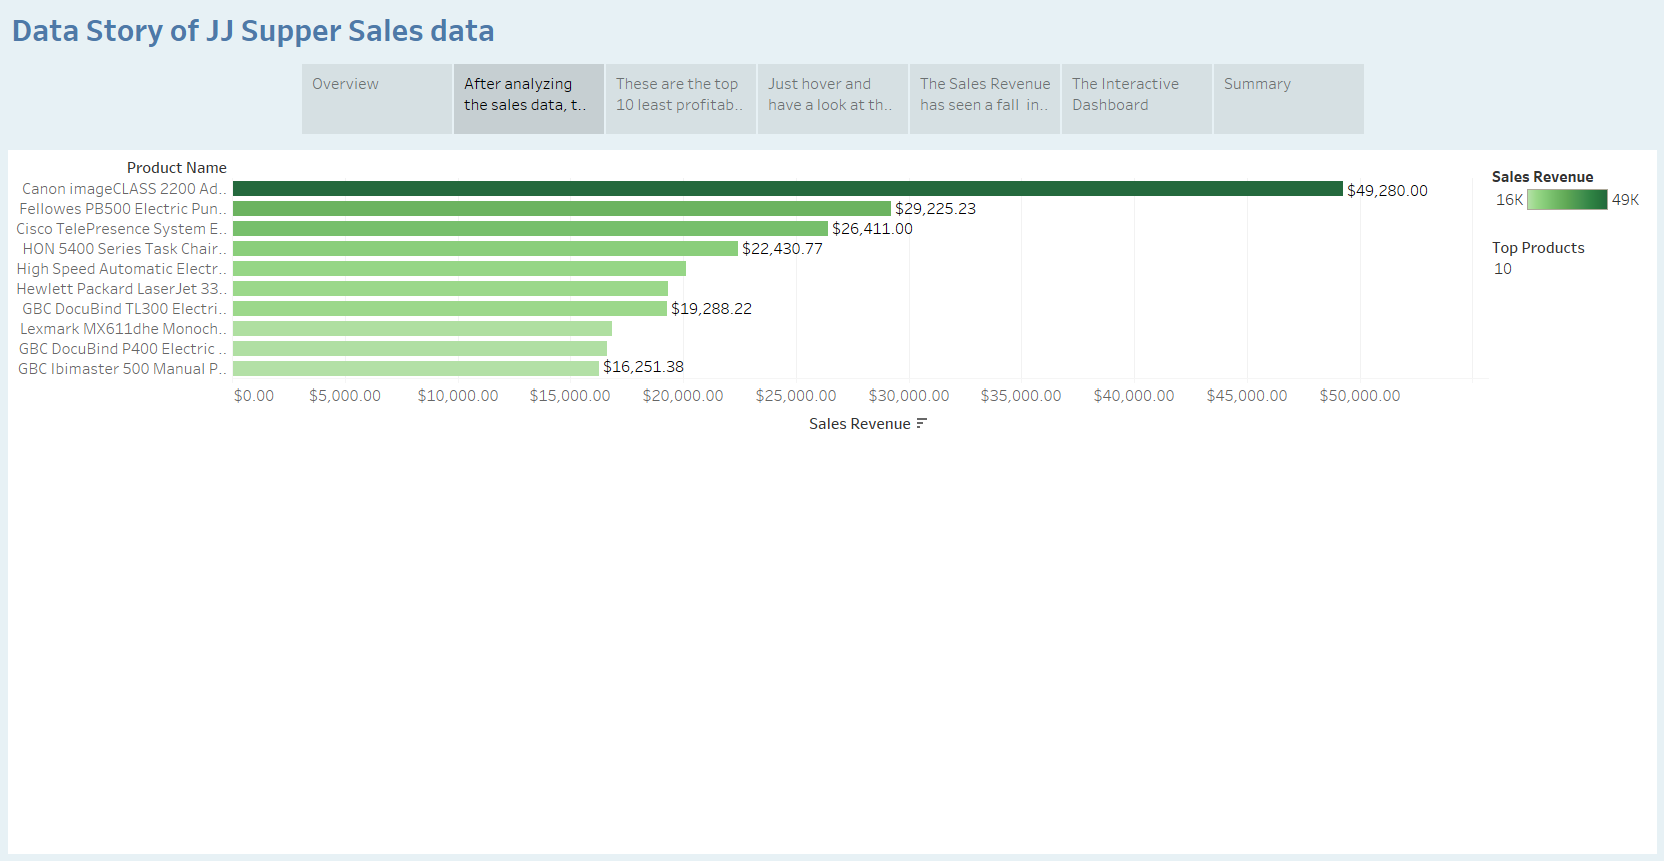 Data Story of JJ Supper Sales data
Overview
After analyzing
the sales data, t..
These are the top
10 least profitab..
Just hover and
have a look at th..
The Sales Revenue
has seen a fall  in..
The Interactive
Dashboard
Summary
Product Name
Canon imageCLASS 2200 Ad..
$49,280.00
Fellowes PB500 Electric Pun..
$29,225.23
Cisco TelePresence System E..
$26,411.00
HON 5400 Series Task Chair..
$22,430.77
High Speed Automatic Electr..
Hewlett Packard LaserJet 33..
GBC DocuBind TL300 Electri..
$19,288.22
Lexmark MX611dhe Monoch..
GBC DocuBind P400 Electric ..
GBC Ibimaster 500 Manual P..
$16,251.38
$0.00 $5,000.00 $10,000.00 $15,000.00 $20,000.00 $25,000.00 $30,000.00 $35,000.00 $40,000.00 $45,000.00 $50,000.00
Sales Revenue
Sales Revenue
16K 49K
Top Products
10